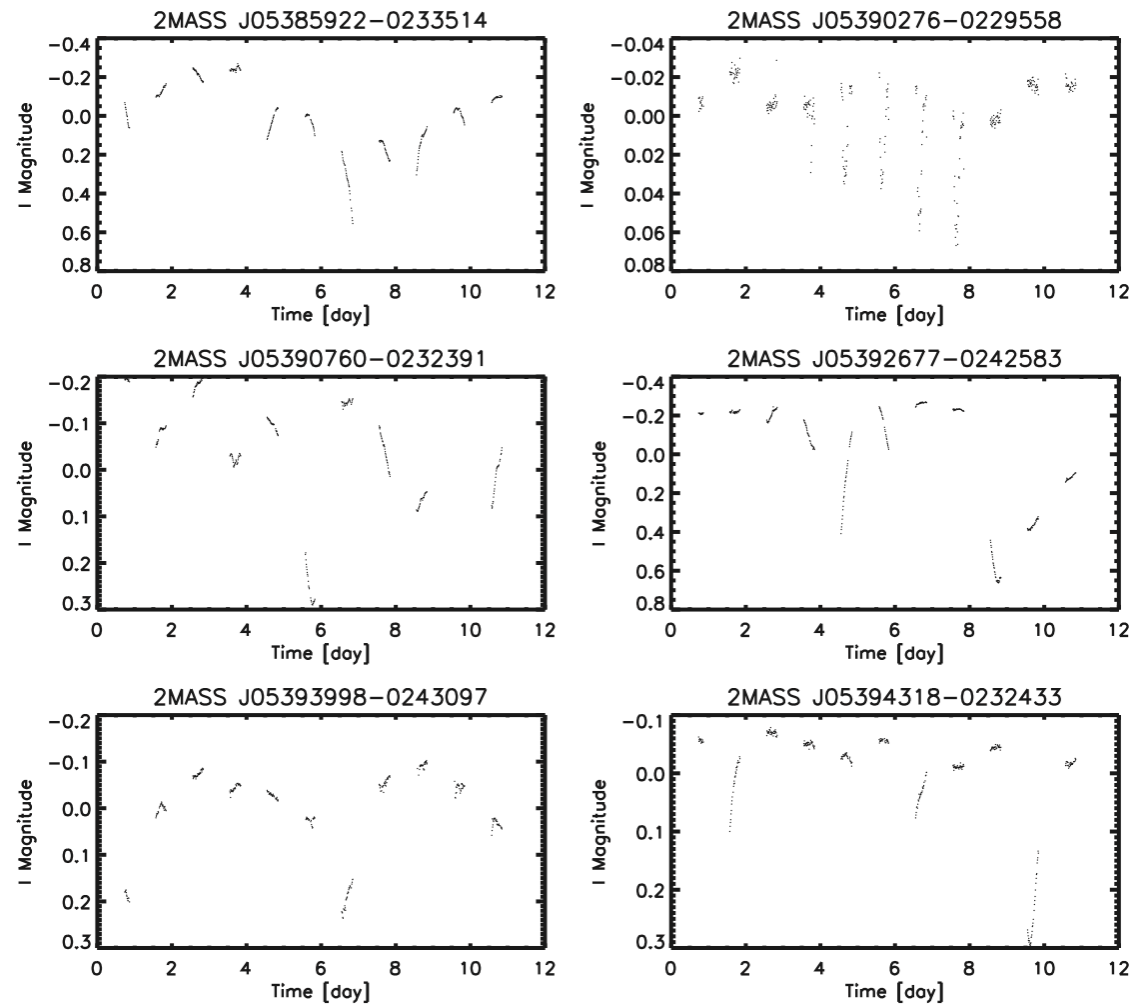 2MASS J05385922−0233514
−0.4
−0.2
0.0
0.2
0.4
0.6
0.8
I Magnitude
0 2 4 6 8 10 12
Time [day]
2MASS J05390276−0229558
−0.04
−0.02
0.00
0.02
0.04
0.06
0.08
I Magnitude
0 2 4 6 8 10 12
Time [day]
2MASS J05390760−0232391
−0.2
−0.1
0.0
0.1
0.2
0.3
I Magnitude
0 2 4 6 8 10 12
Time [day]
2MASS J05392677−0242583
−0.4
−0.2
0.0
0.2
0.4
0.6
0.8
I Magnitude
0 2 4 6 8 10 12
Time [day]
2MASS J05393998−0243097
−0.2
−0.1
0.0
0.1
0.2
0.3
I Magnitude
0 2 4 6 8 10 12
Time [day]
2MASS J05394318−0232433
−0.1
0.0
0.1
0.2
0.3
I Magnitude
0 2 4 6 8 10 12
Time [day]